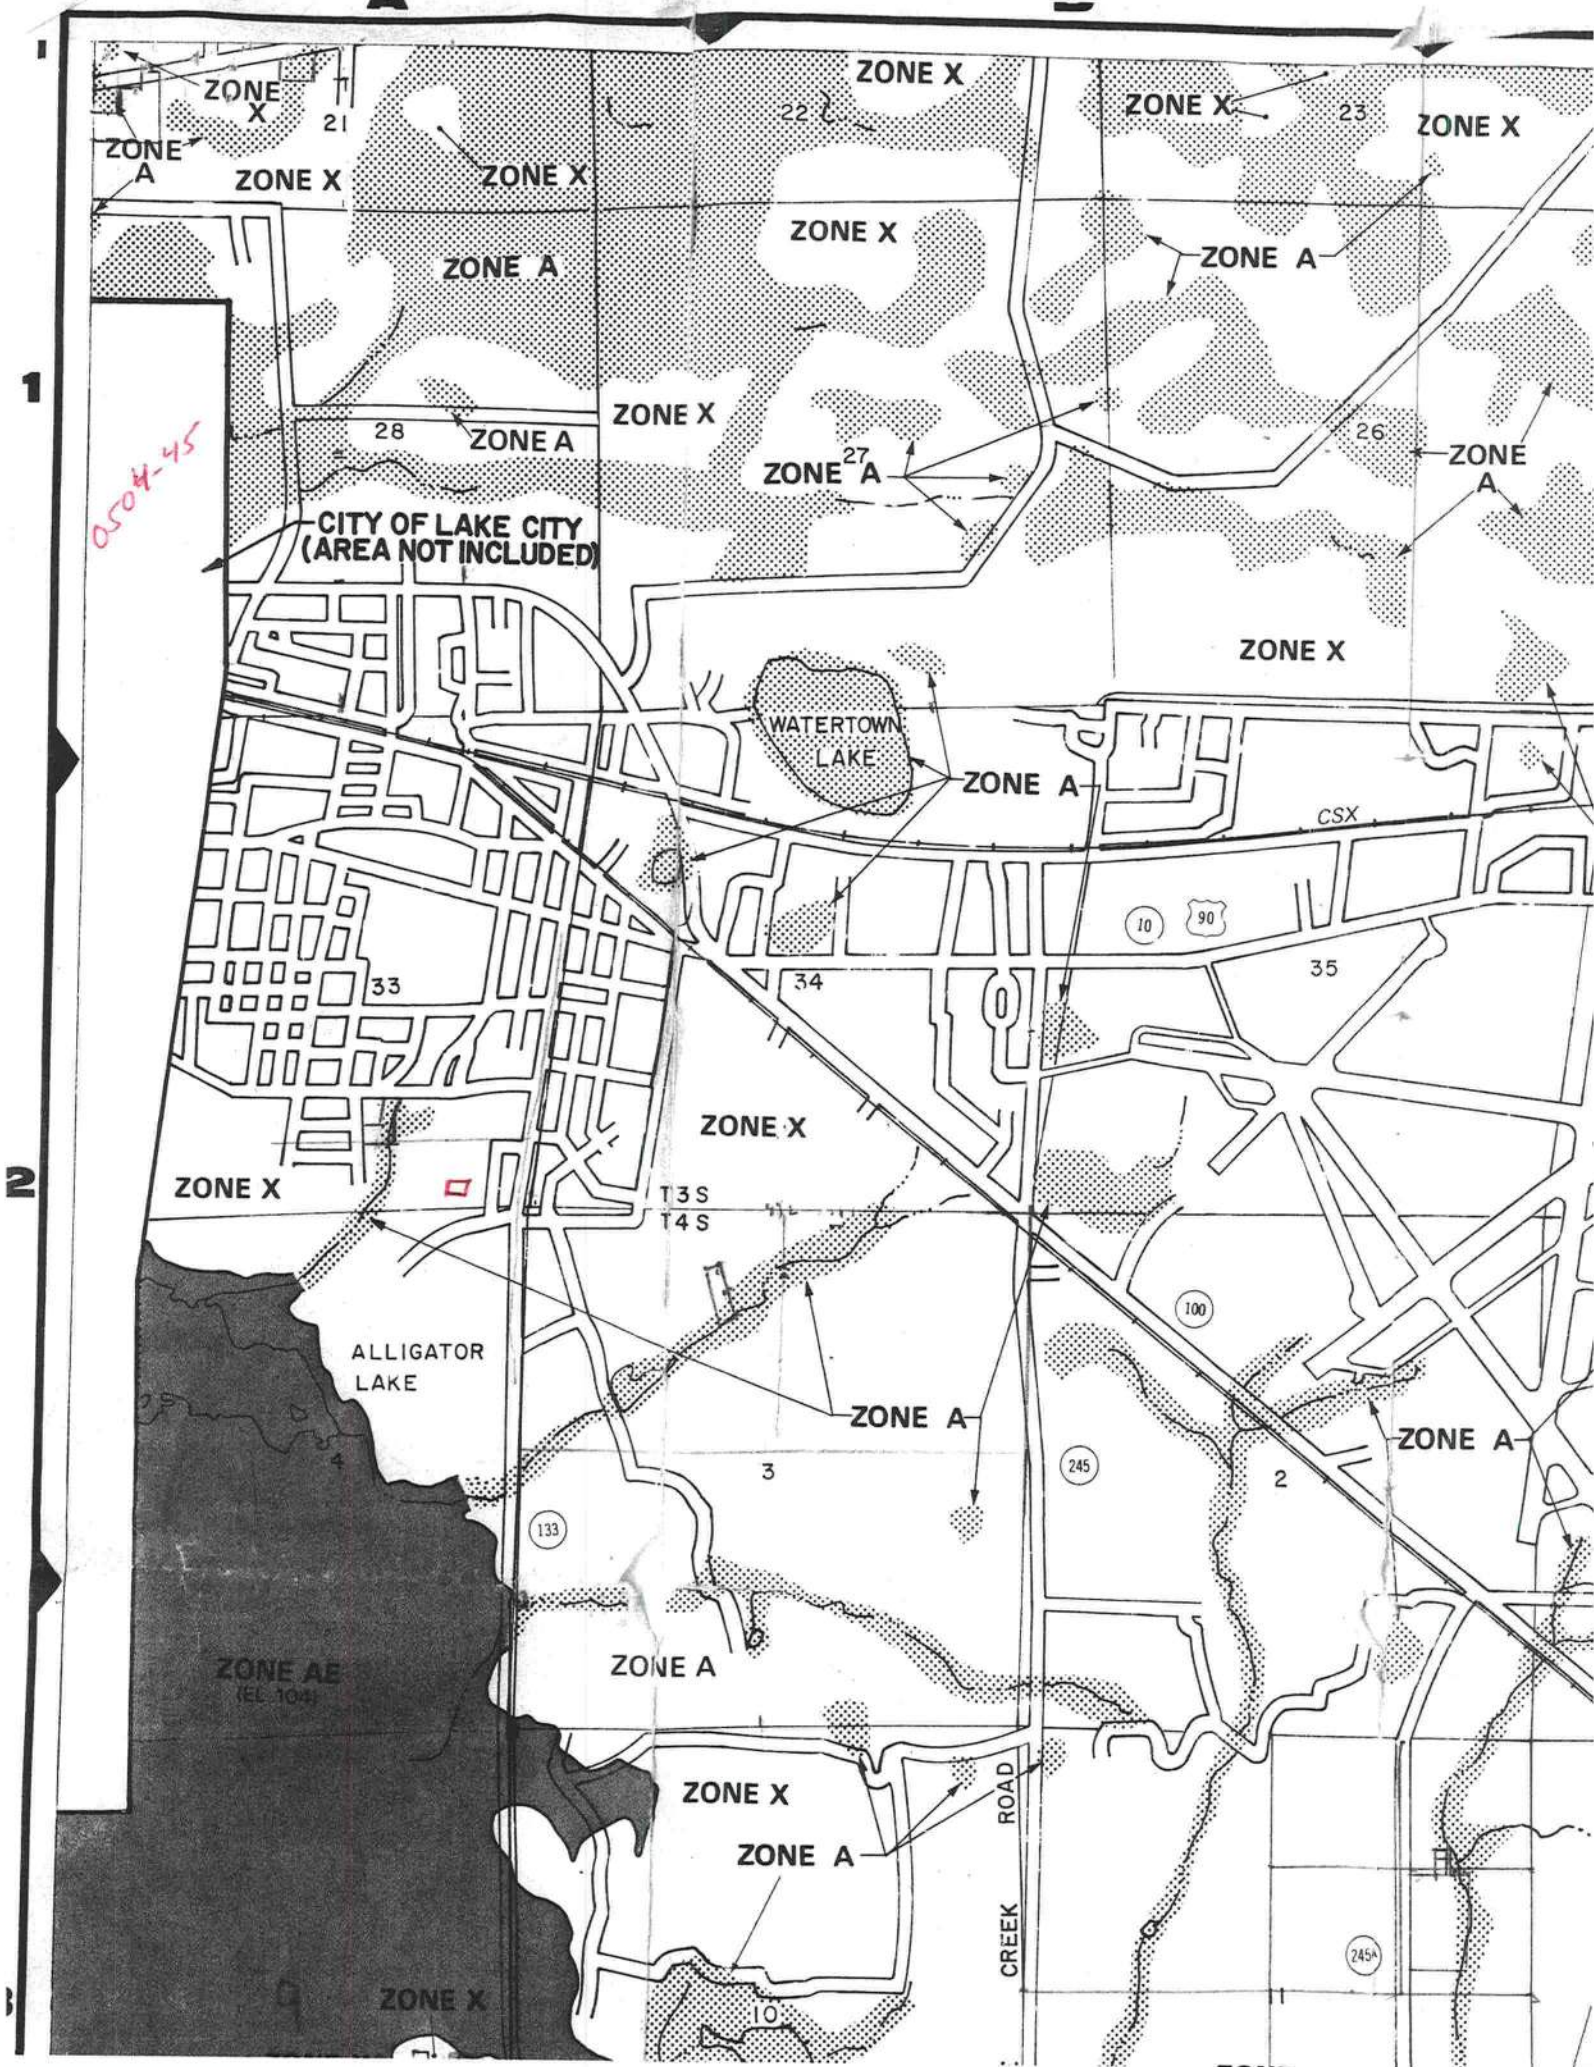 ZONE
X
ZONE X
22
ZONE X
23
ZONE X
21
ZONE
A
ZONE X
ZONE X
ZONE X
ZONE A
ZONE A
1
ZONE X
28
ZONE A
26
27
ZONE A
ZONE
A
0504-45
CITY OF LAKE CITY
(AREA NOT INCLUDED)
ZONE X
WATERTOWN
LAKE
ZONE A
CSX
10
90
33
34
35
ZONE X
2
ZONE X
T3S
T4S
100
ALLIGATOR
LAKE
ZONE A
ZONE A
4
3
245
2
133
ZONE AE
(EL 104)
ZONE A
ZONE X
ZONE A
CREEK ROAD
245A
ZONE X
10
11